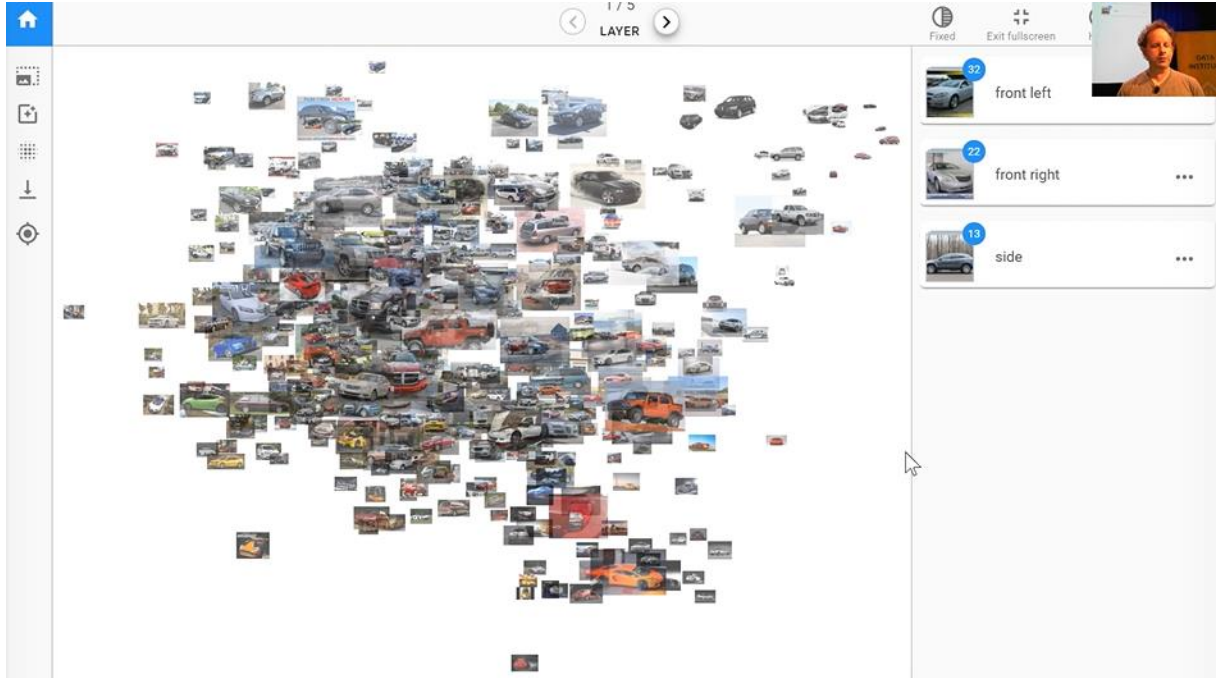 1 / 5
LAYER
Fixed
Exit fullscreen
32
front left
22
front right
13
side